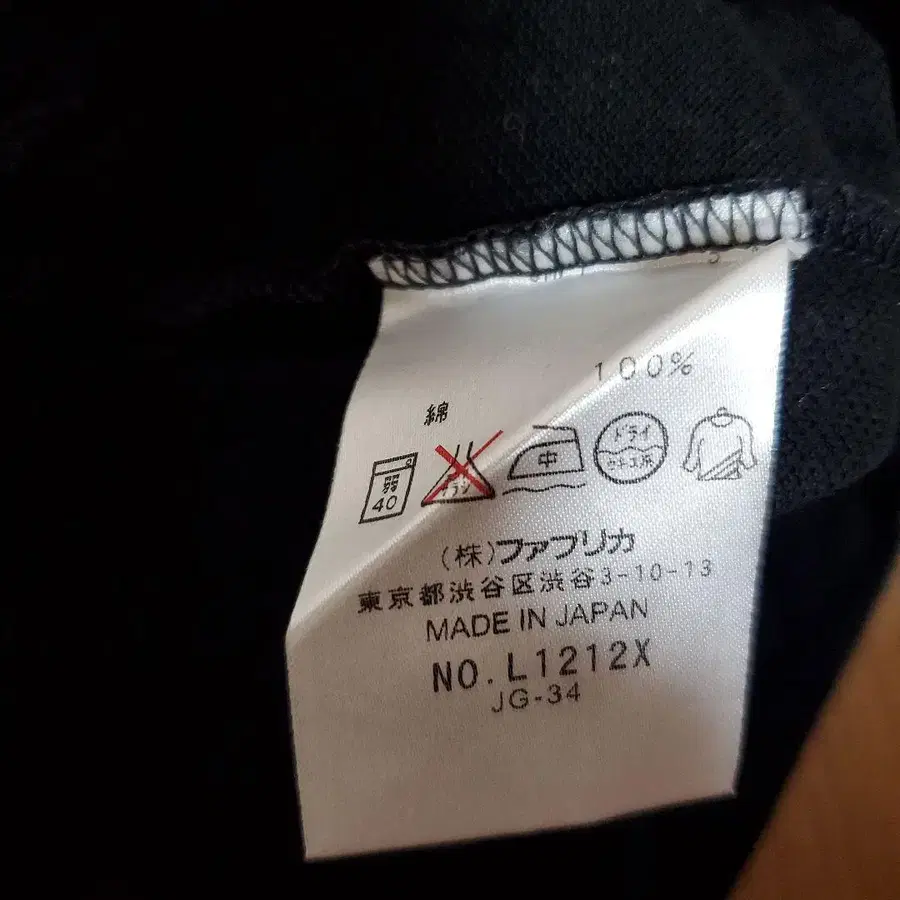 綿 100%
弱 40 中 ドライ
(株)ファブリカ
東京都渋谷区渋谷3-10-13
MADE IN JAPAN
NO.L1212X
JG-34